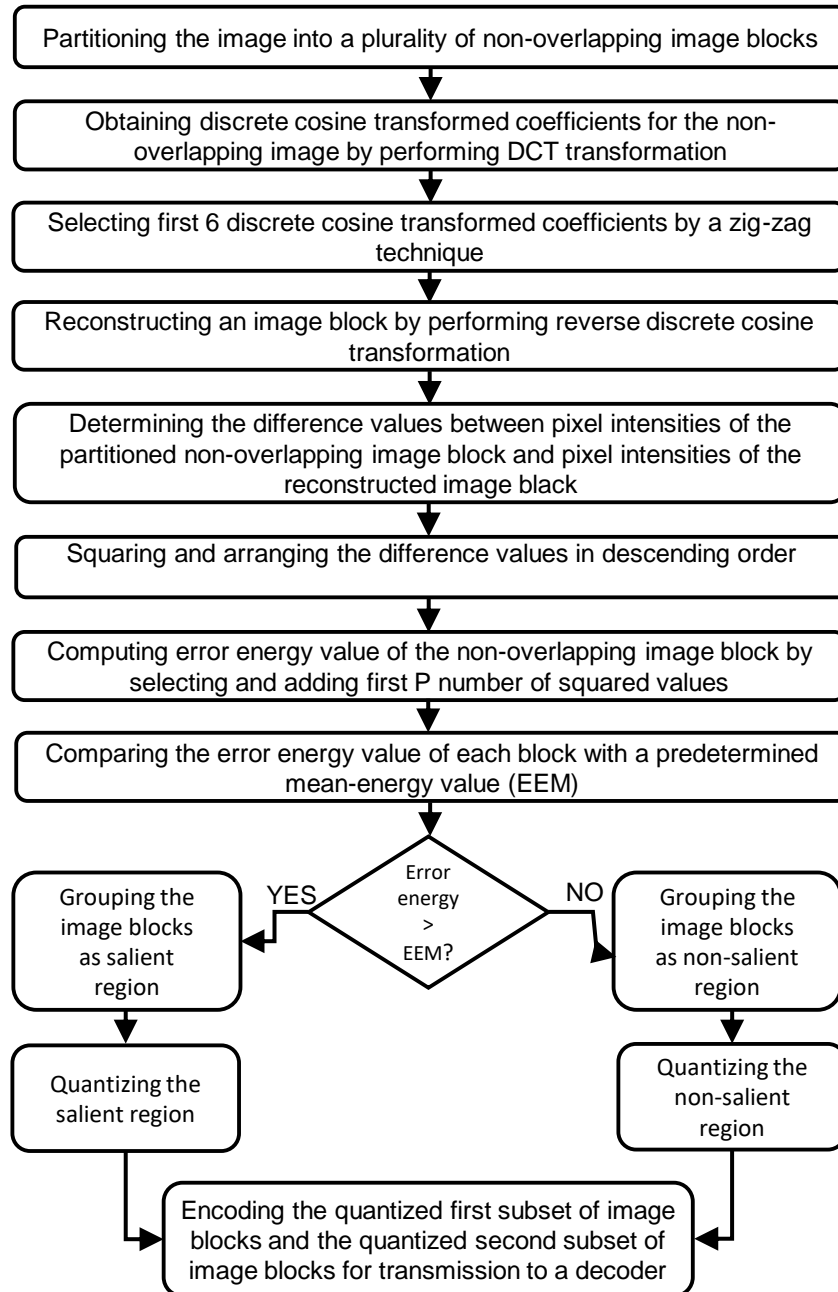 Partitioning the image into a plurality of non-overlapping image blocks
Obtaining discrete cosine transformed coefficients for the non-
overlapping image by performing DCT transformation
Selecting first 6 discrete cosine transformed coefficients by a zig-zag
technique
Reconstructing an image block by performing reverse discrete cosine
transformation
Determining the difference values between pixel intensities of the
partitioned non-overlapping image block and pixel intensities of the
reconstructed image black
Squaring and arranging the difference values in descending order
Computing error energy value of the non-overlapping image block by
selecting and adding first P number of squared values
Comparing the error energy value of each block with a predetermined
mean-energy value (EEM)
Error
energy
>
EEM?
YES
NO
Grouping the
image blocks
as salient
region
Grouping the
image blocks
as non-salient
region
Quantizing the
salient region
Quantizing the
non-salient
region
Encoding the quantized first subset of image
blocks and the quantized second subset of
image blocks for transmission to a decoder